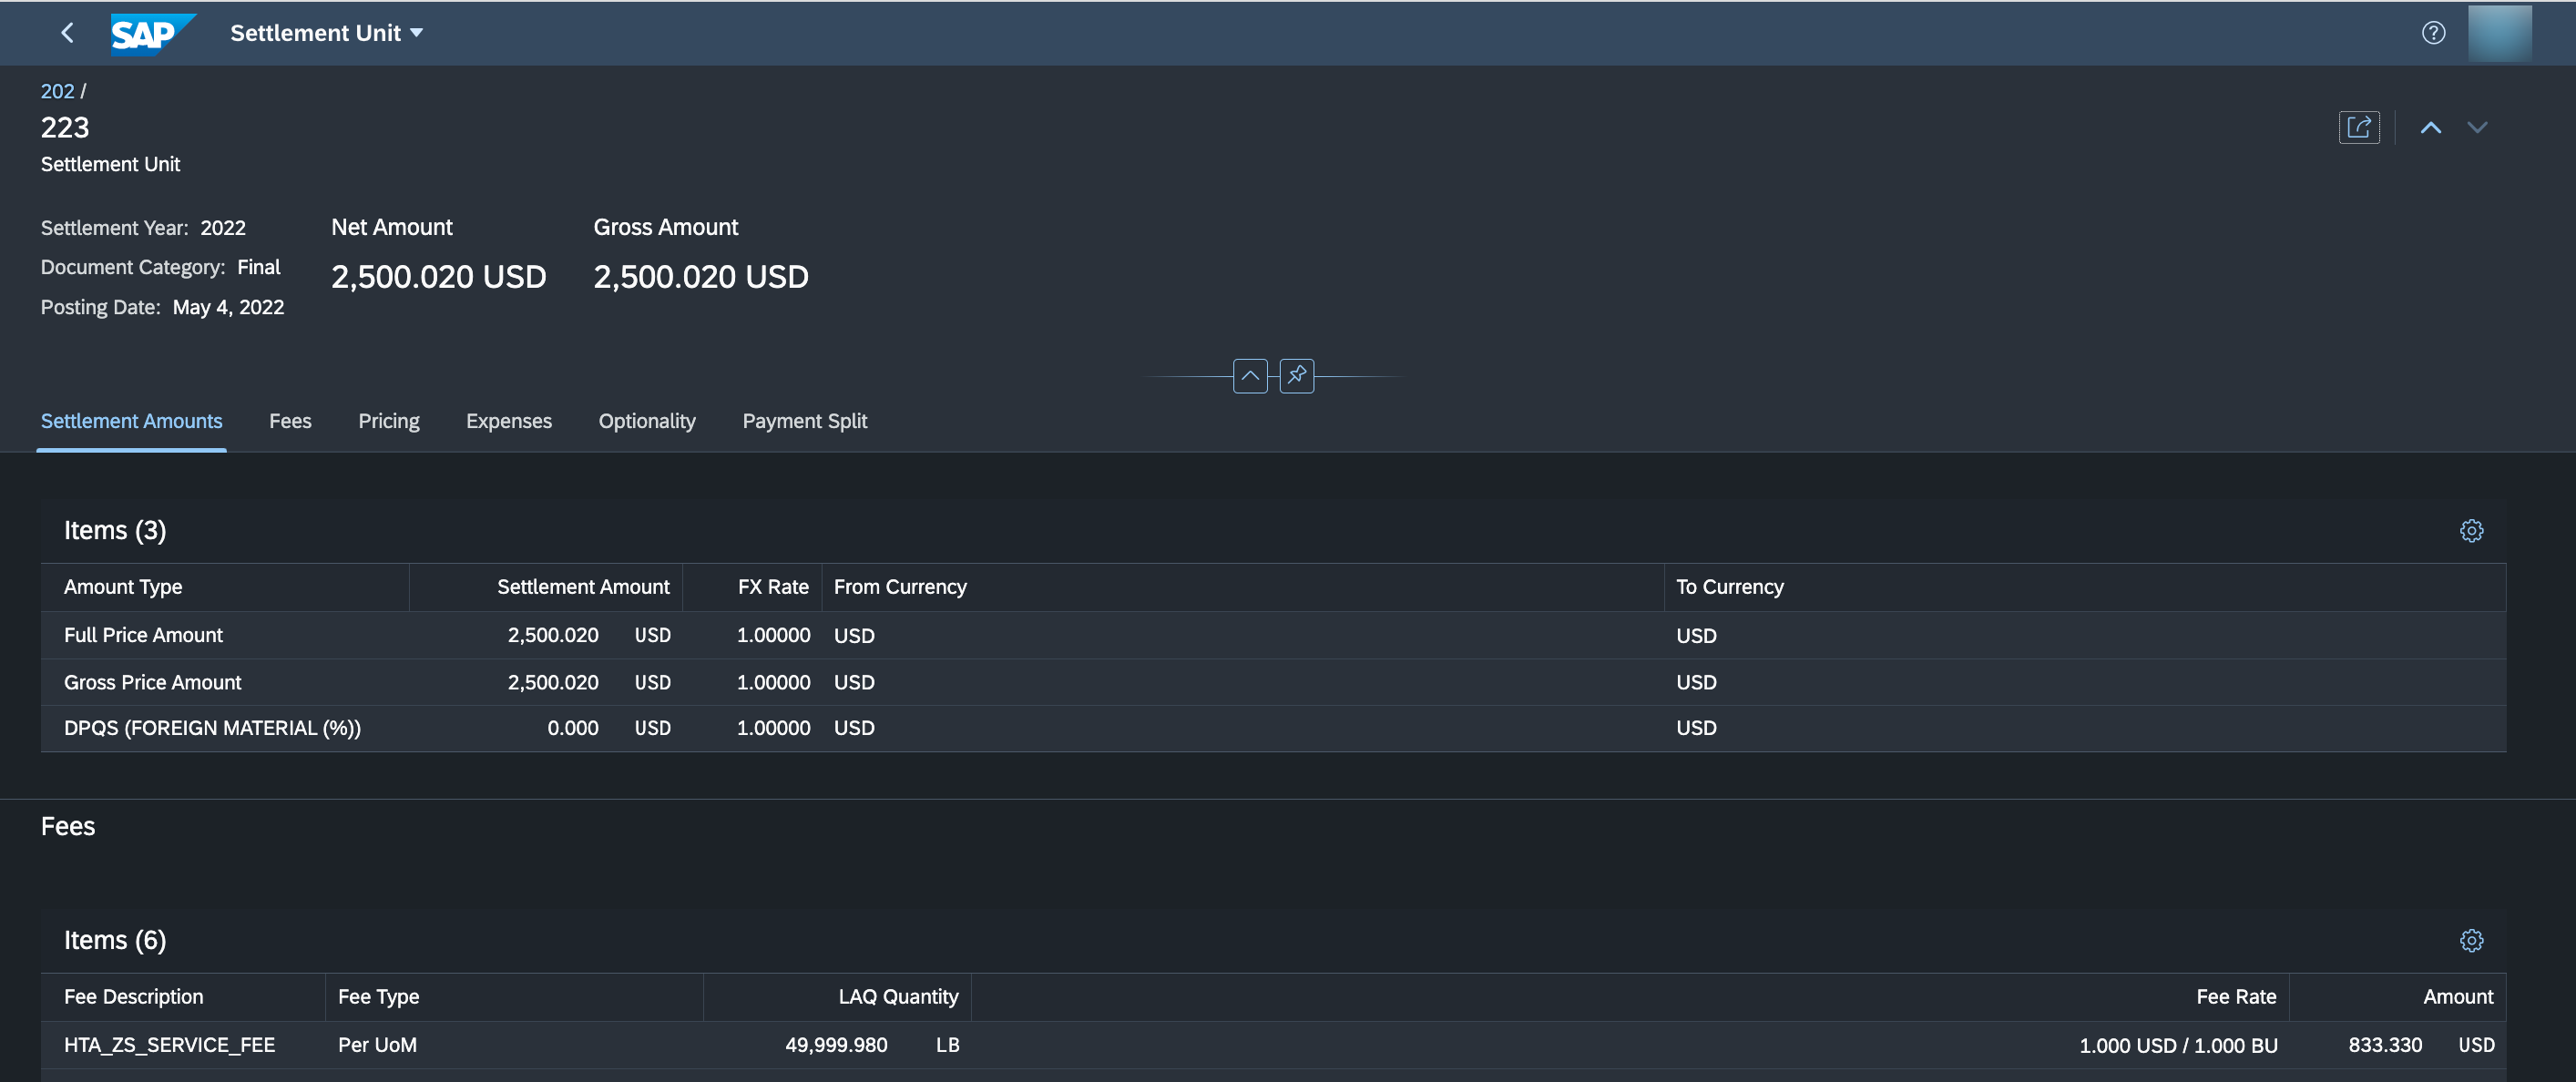 SAP Settlement Unit
202 /
223
Settlement Unit
Settlement Year: 2022
Document Category: Final
Posting Date: May 4, 2022
Net Amount
2,500.020 USD
Gross Amount
2,500.020 USD
Settlement Amounts Fees Pricing Expenses Optionality Payment Split
Items (3)
Amount Type Settlement Amount FX Rate From Currency To Currency
Full Price Amount 2,500.020 USD 1.00000 USD USD
Gross Price Amount 2,500.020 USD 1.00000 USD USD
DPQS (FOREIGN MATERIAL (%)) 0.000 USD 1.00000 USD USD
Fees
Items (6)
Fee Description Fee Type LAQ Quantity Fee Rate Amount
HTA_ZS_SERVICE_FEE Per UoM 49,999.980 LB 1.000 USD / 1.000 BU 833.330 USD